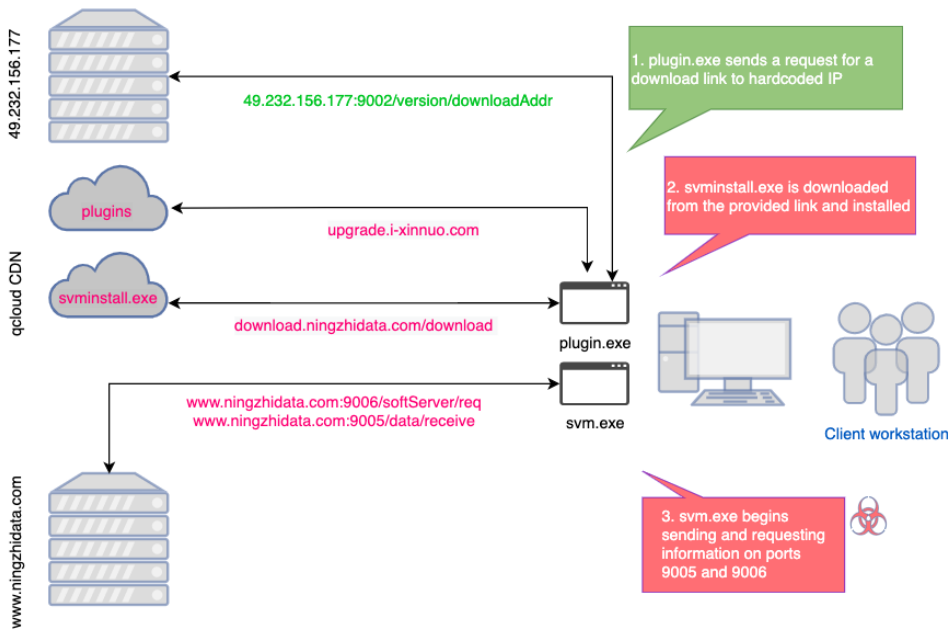 49.232.156.177
1. plugin.exe sends a request for a
download link to hardcoded IP
49.232.156.177:9002/version/downloadAddr
2. svminstall.exe is downloaded
from the provided link and installed
plugins
upgrade.i-xinnuo.com
qcloud CDN
svminstall.exe
download.ningzhidata.com/download
plugin.exe
www.ningzhidata.com:9006/softServer/req
www.ningzhidata.com:9005/data/receive
svm.exe
Client workstation
www.ningzhidata.com
3. svm.exe begins
sending and requesting
information on ports
9005 and 9006